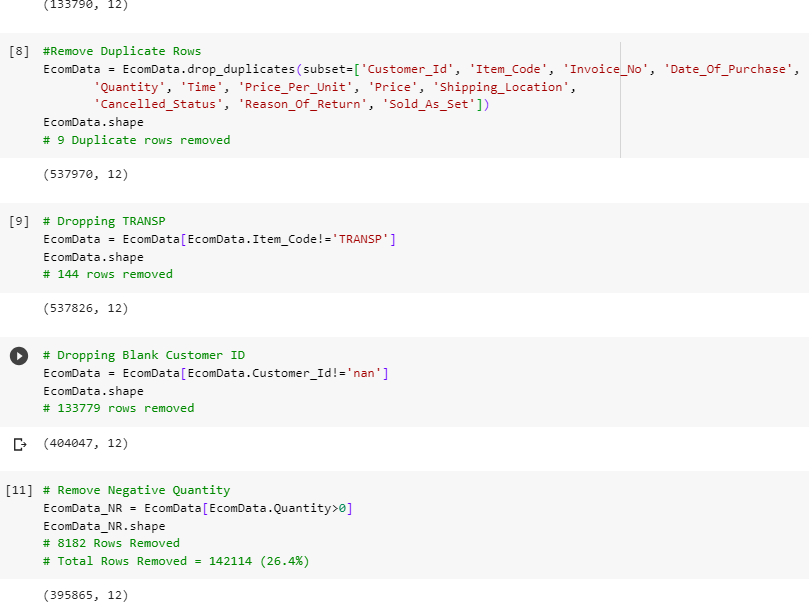 (133790, 12)
[8] #Remove Duplicate Rows
EcomData = EcomData.drop_duplicates(subset=['Customer_Id', 'Item_Code', 'Invoice_No', 'Date_Of_Purchase',
'Quantity', 'Time', 'Price_Per_Unit', 'Price', 'Shipping_Location',
'Cancelled_Status', 'Reason_Of_Return', 'Sold_As_Set'])
EcomData.shape
# 9 Duplicate rows removed
(537970, 12)
[9] # Dropping TRANSP
EcomData = EcomData[EcomData.Item_Code!='TRANSP']
EcomData.shape
# 144 rows removed
(537826, 12)
# Dropping Blank Customer ID
EcomData = EcomData[EcomData.Customer_Id!='nan']
EcomData.shape
# 133779 rows removed
(404047, 12)
[11] # Remove Negative Quantity
EcomData_NR = EcomData[EcomData.Quantity>0]
EcomData_NR.shape
# 8182 Rows Removed
# Total Rows Removed = 142114 (26.4%)
(395865, 12)